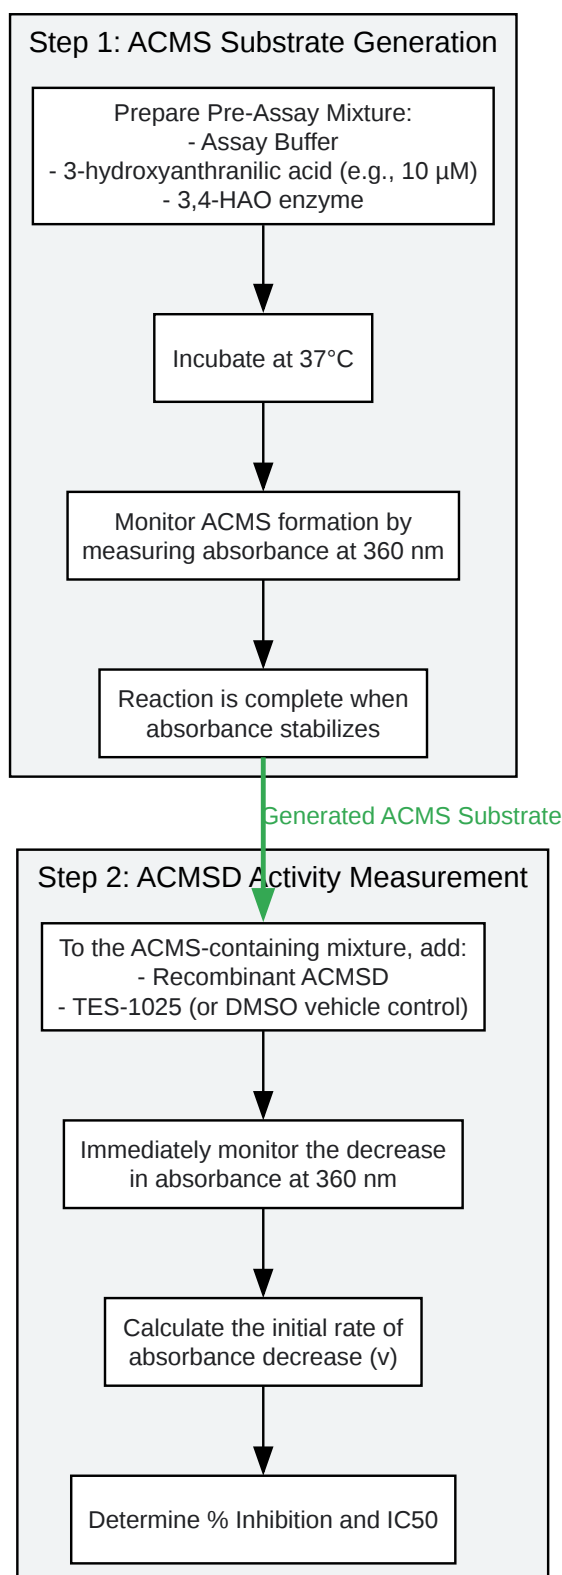 Step 1: ACMS Substrate Generation
Prepare Pre-Assay Mixture:
- Assay Buffer
- 3-hydroxyanthranilic acid (e.g., 10 µM)
- 3,4-HAO enzyme
Incubate at 37°C
Monitor ACMS formation by
measuring absorbance at 360 nm
Reaction is complete when
absorbance stabilizes
Generated ACMS Substrate
Step 2: ACMSD Activity Measurement
To the ACMS-containing mixture, add:
- Recombinant ACMSD
- TES-1025 (or DMSO vehicle control)
Immediately monitor the decrease
in absorbance at 360 nm
Calculate the initial rate of
absorbance decrease (v)
Determine % Inhibition and IC50